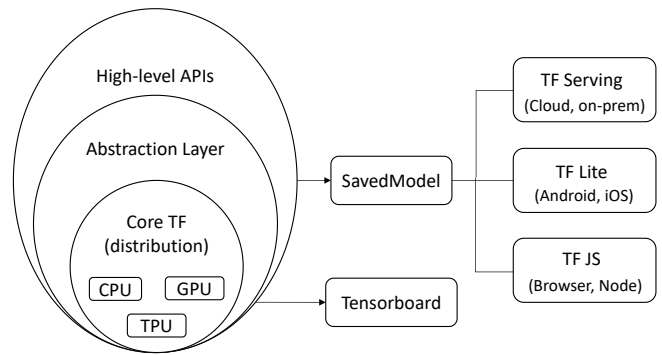 High-level APIs
Abstraction Layer
Core TF
(distribution)
CPU
GPU
TPU
SavedModel
Tensorboard
TF Serving
(Cloud, on-prem)
TF Lite
(Android, iOS)
TF JS
(Browser, Node)